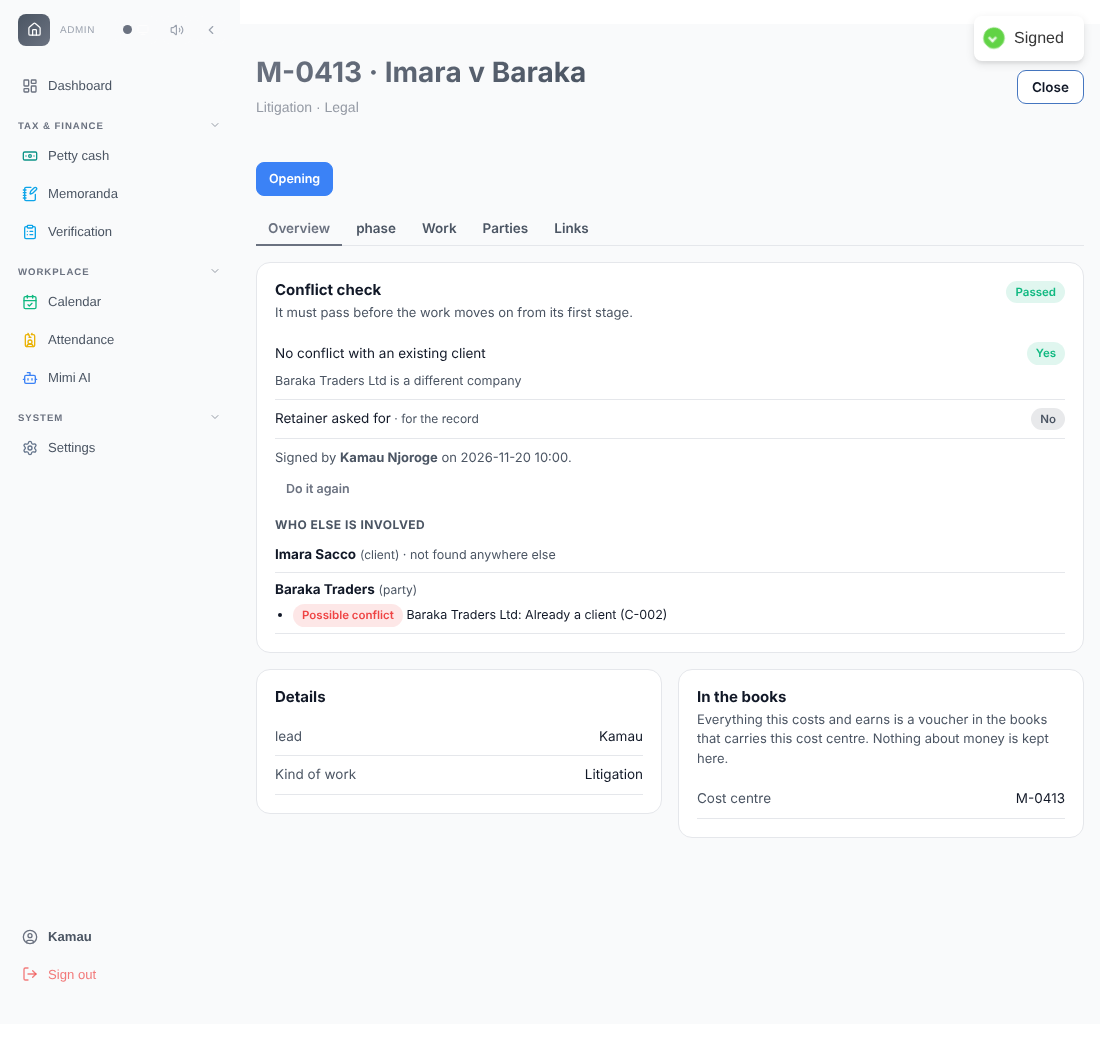 ADMIN
Dashboard
TAX & FINANCE
Petty cash
Memoranda
Verification
WORKPLACE
Calendar
Attendance
Mimi AI
SYSTEM
Settings
Kamau
Sign out
Signed
M-0413 · Imara v Baraka
Litigation · Legal
Close
Opening
Overview phase Work Parties Links
Conflict check
Passed
It must pass before the work moves on from its first stage.
No conflict with an existing client
Yes
Baraka Traders Ltd is a different company
Retainer asked for · for the record
No
Signed by Kamau Njoroge on 2026-11-20 10:00.
Do it again
WHO ELSE IS INVOLVED
Imara Sacco (client) · not found anywhere else
Baraka Traders (party)
• Possible conflict Baraka Traders Ltd: Already a client (C-002)
Details
lead Kamau
Kind of work Litigation
In the books
Everything this costs and earns is a voucher in the books
that carries this cost centre. Nothing about money is kept
here.
Cost centre M-0413